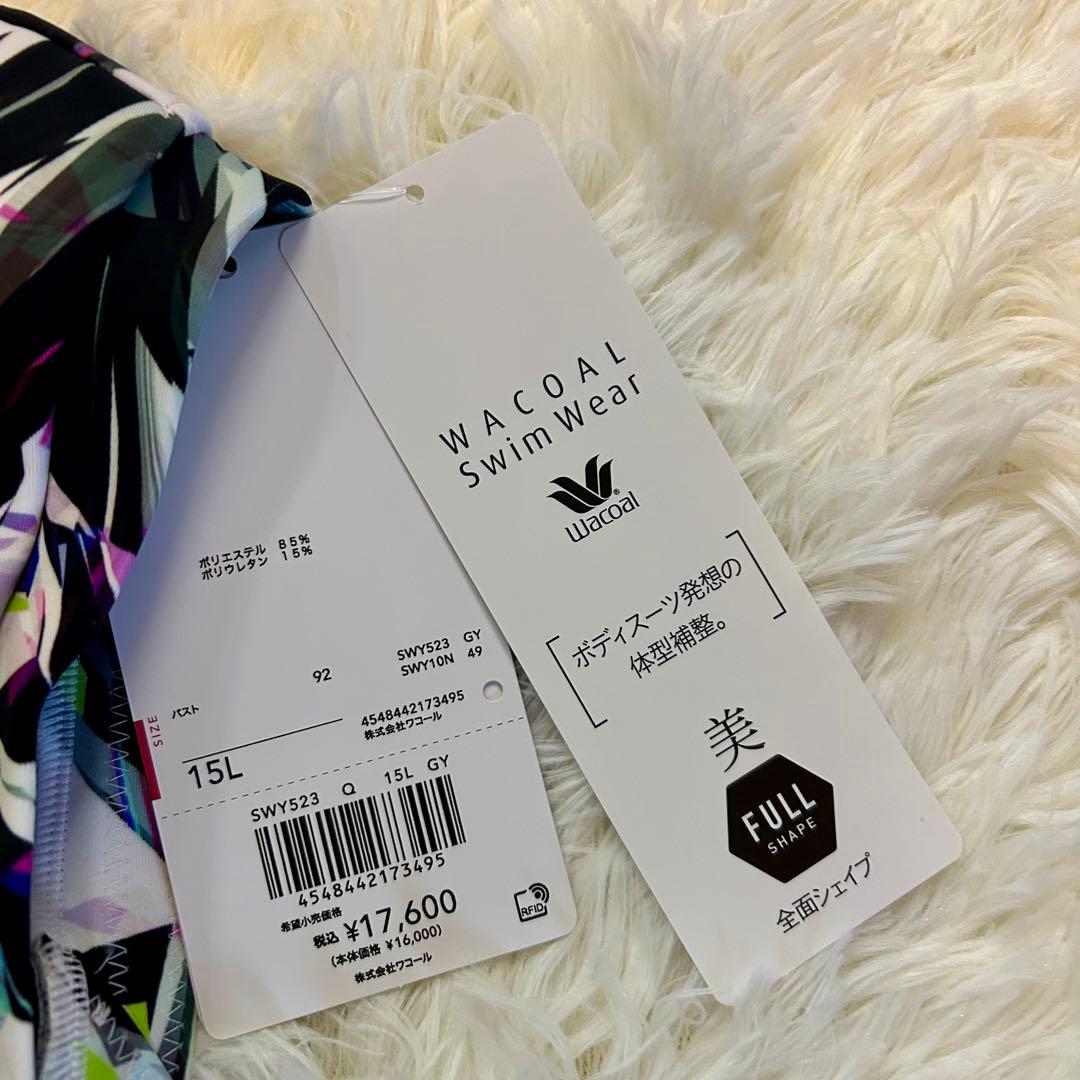 ポリエステル 85%
ポリウレタン 15%
92
SWY523 GY
SWY10N 49
バスト
4548442173495
株式会社ワコール
SIZE
15L
SWY523 Q 15L GY
4548442173495
希望小売価格
税込 ¥17,600
(本体価格 ¥16,000)
株式会社ワコール
RFID
WACOAL
Swim Wear
Wacoal
ボディスーツ発想の
体型補整。
美
FULL
SHAPE
全面シェイプ